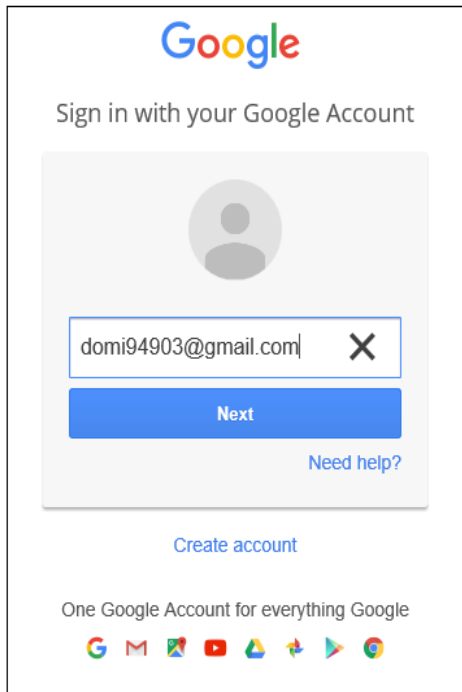 Google
Sign in with your Google Account
domi94903@gmail.com
Next
Need help?
Create account
One Google Account for everything Google